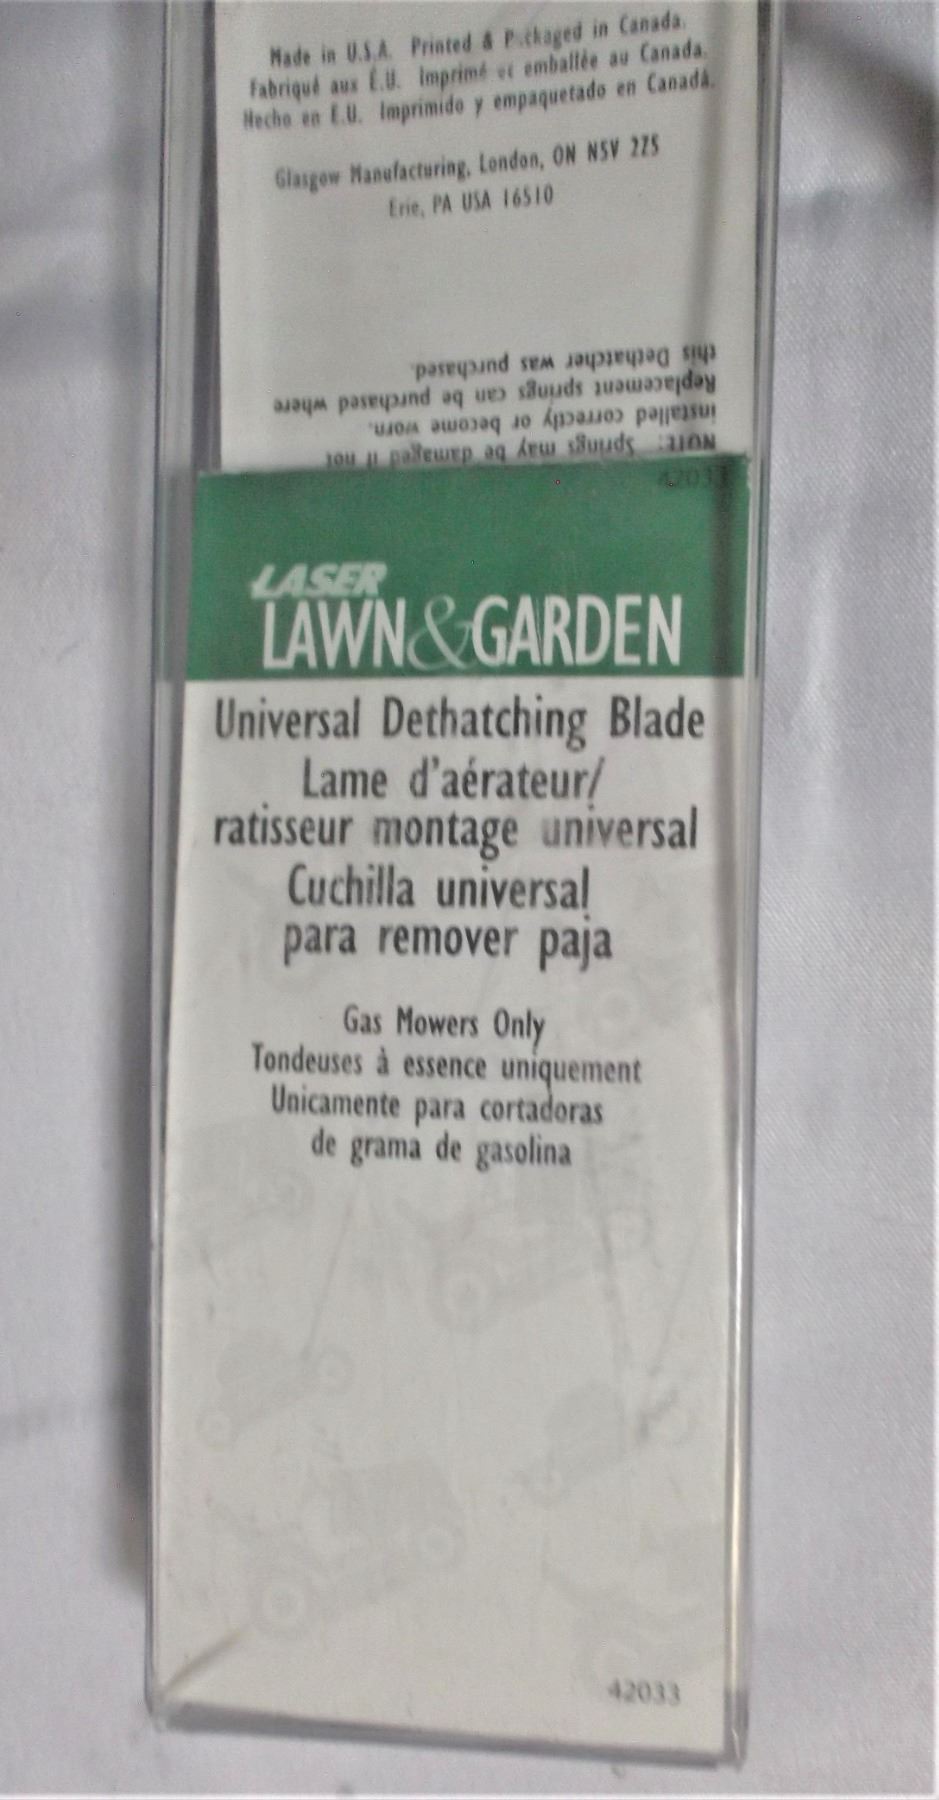 Made in U.S.A. Printed & Packaged in Canada.
Fabriqué aux É.U. Imprimé et emballée au Canada.
Hecho en E.U. Imprimido y empaquetado en Canadá.
Glasgow Manufacturing, London, ON N5V 2Z5
Erie, PA USA 16510
NOTE: Springs may be damaged if not
installed correctly or become worn.
Replacement springs can be purchased where
this Dethatcher was purchased.
42033
LASER
LAWN&GARDEN
Universal Dethatching Blade
Lame d'aérateur/
ratisseur montage universal
Cuchilla universal
para remover paja
Gas Mowers Only
Tondeuses à essence uniquement
Unicamente para cortadoras
de grama de gasolina
42033